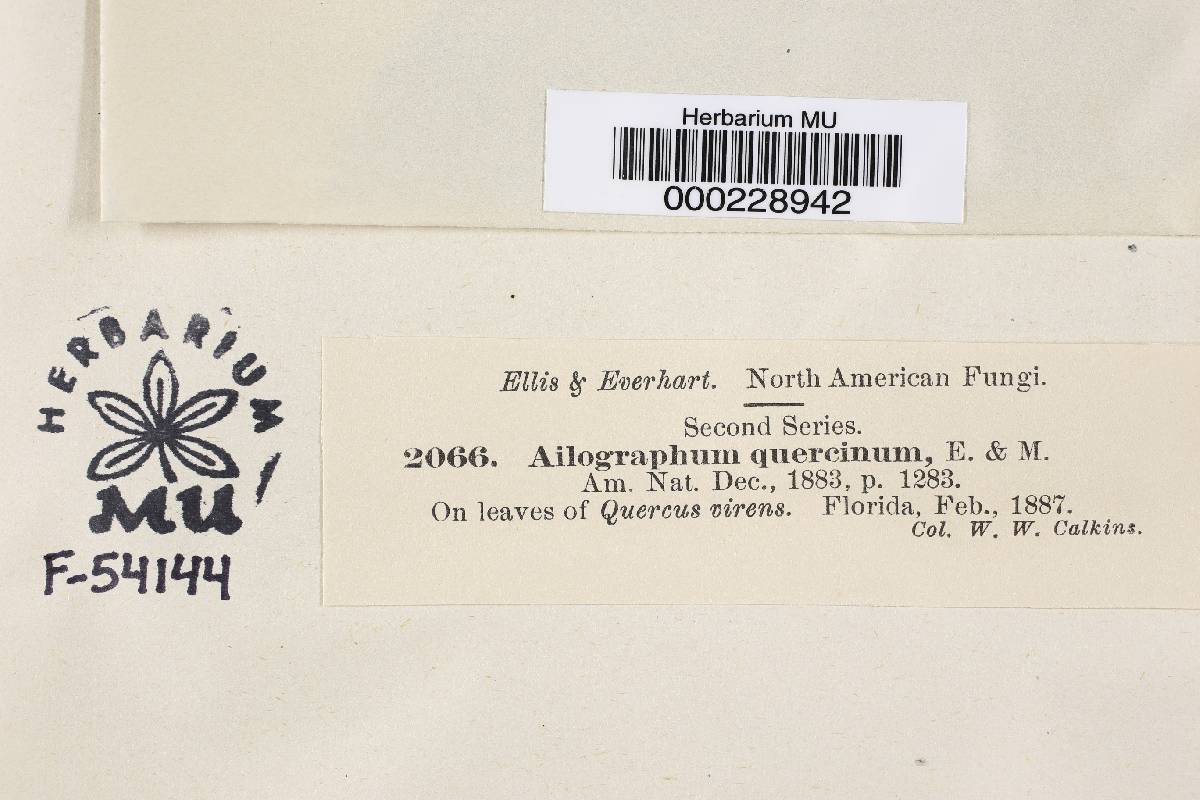 Herbarium MU
000228942
HERBARIUM
MU
F-54144
Ellis & Everhart. North American Fungi.
Second Series.
2066. Ailographum quercinum, E. & M.
Am. Nat. Dec., 1883, p. 1283.
On leaves of Quercus virens. Florida, Feb., 1887.
Col. W. W. Calkins.